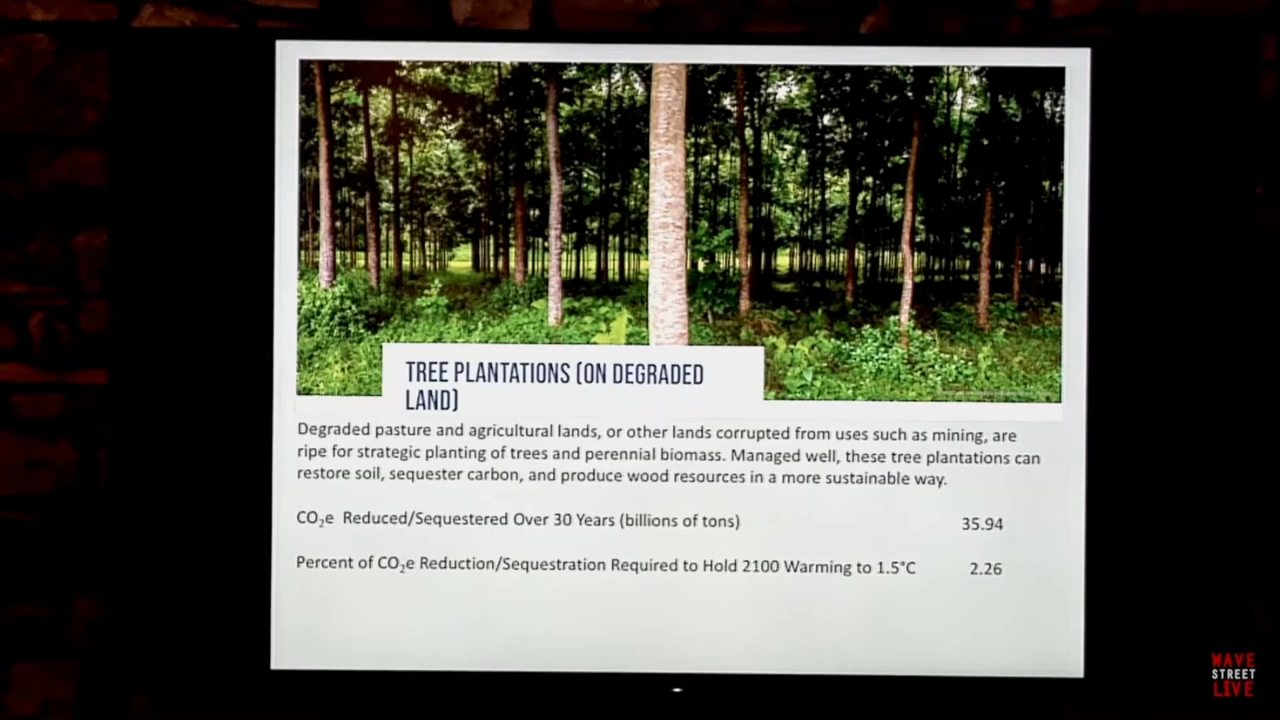 TREE PLANTATIONS (ON DEGRADED
LAND)
Degraded pasture and agricultural lands, or other lands corrupted from uses such as mining, are
ripe for strategic planting of trees and perennial biomass. Managed well, these tree plantations can
restore soil, sequester carbon, and produce wood resources in a more sustainable way.
CO₂e Reduced/Sequestered Over 30 Years (billions of tons) 35.94
Percent of CO₂e Reduction/Sequestration Required to Hold 2100 Warming to 1.5°C 2.26
WAVE
STREET
LIVE